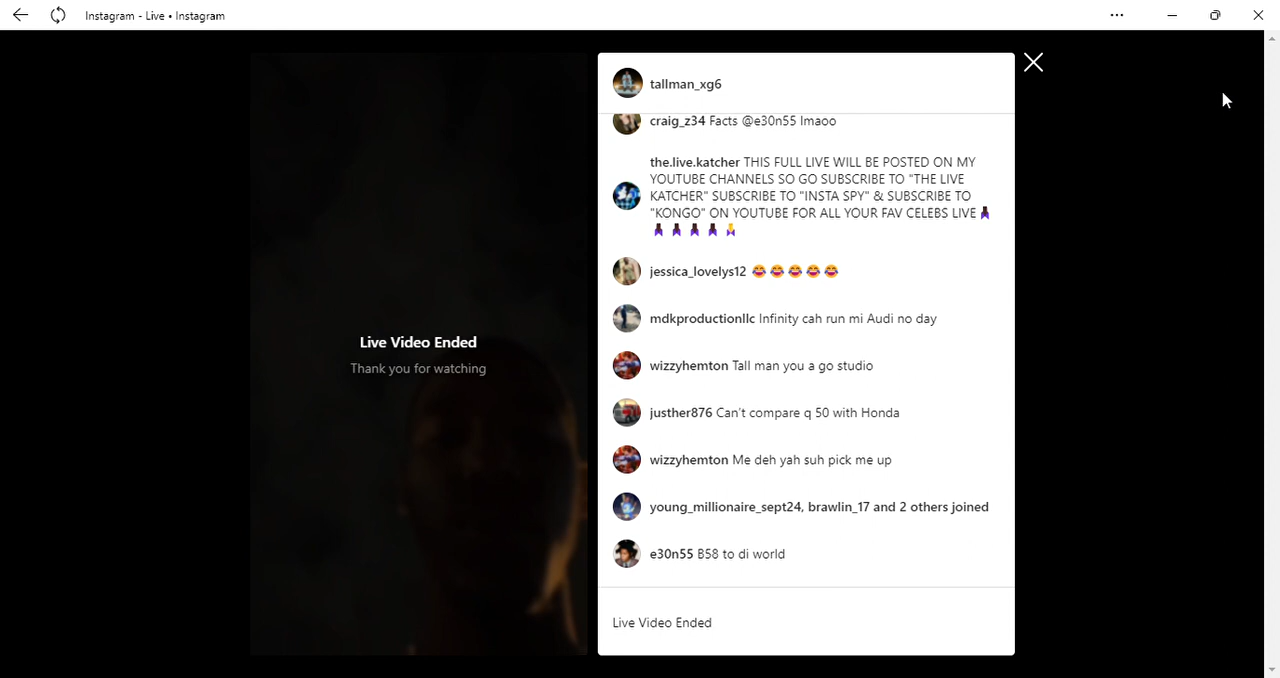 Instagram - Live • Instagram
Live Video Ended
Thank you for watching
tallman_xg6
craig_z34 Facts @e30n55 lmaoo
the.live.katcher THIS FULL LIVE WILL BE POSTED ON MY
YOUTUBE CHANNELS SO GO SUBSCRIBE TO "THE LIVE
KATCHER" SUBSCRIBE TO "INSTA SPY" & SUBSCRIBE TO
"KONGO" ON YOUTUBE FOR ALL YOUR FAV CELEBS LIVE
jessica_lovelys12 😂😂😂😂😂
mdkproductionllc Infinity cah run mi Audi no day
wizzyhemton Tall man you a go studio
justher876 Can't compare q 50 with Honda
wizzyhemton Me deh yah suh pick me up
young_millionaire_sept24, brawlin_17 and 2 others joined
e30n55 B58 to di world
Live Video Ended